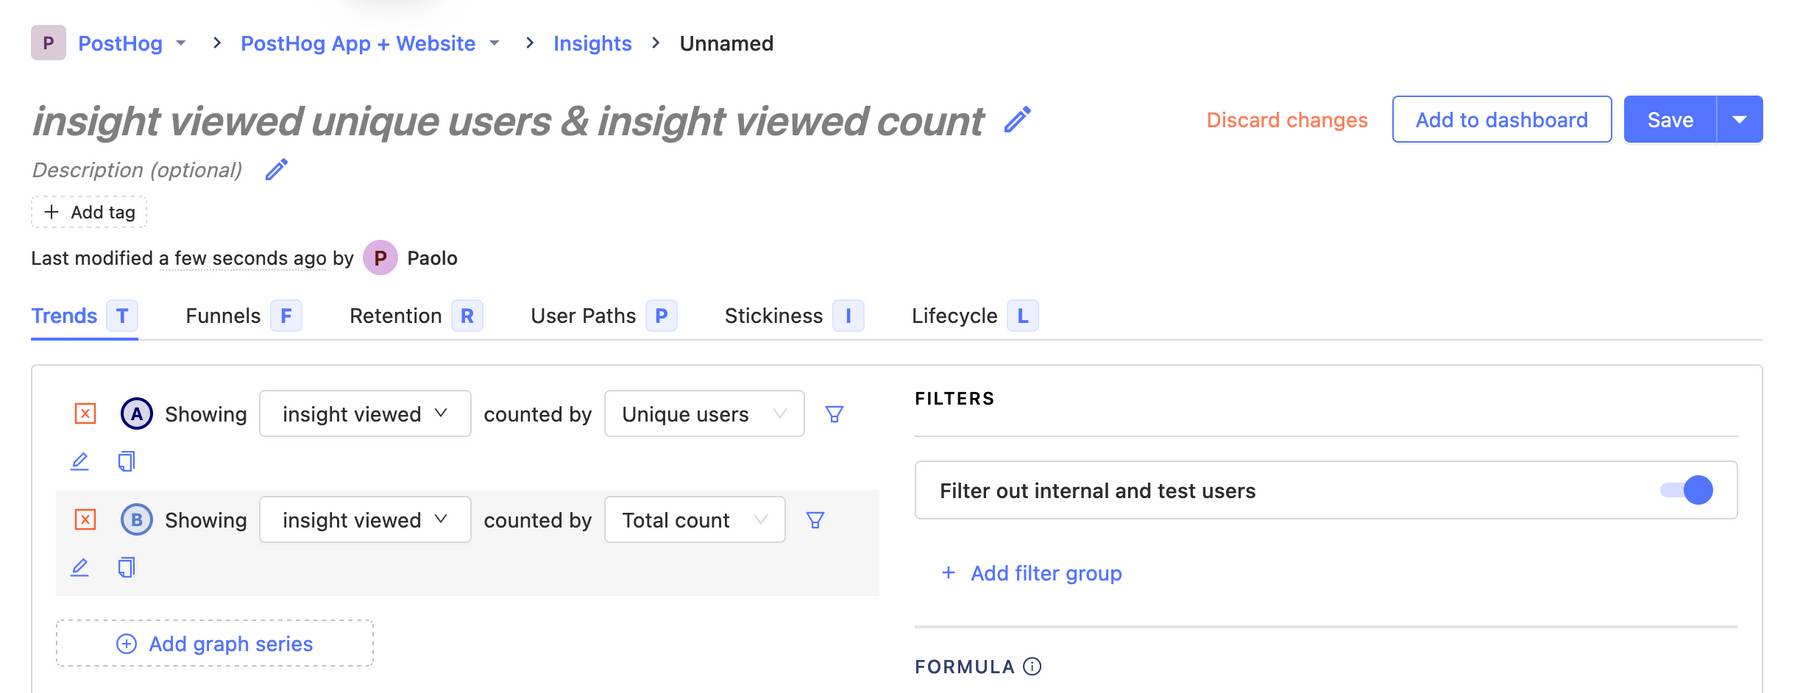 P PostHog > PostHog App + Website > Insights > Unnamed
insight viewed unique users & insight viewed count
Discard changes Add to dashboard Save
Description (optional)
+ Add tag
Last modified a few seconds ago by P Paolo
Trends T Funnels F Retention R User Paths P Stickiness I Lifecycle L
A Showing insight viewed counted by Unique users
B Showing insight viewed counted by Total count
Add graph series
FILTERS
Filter out internal and test users
+ Add filter group
FORMULA